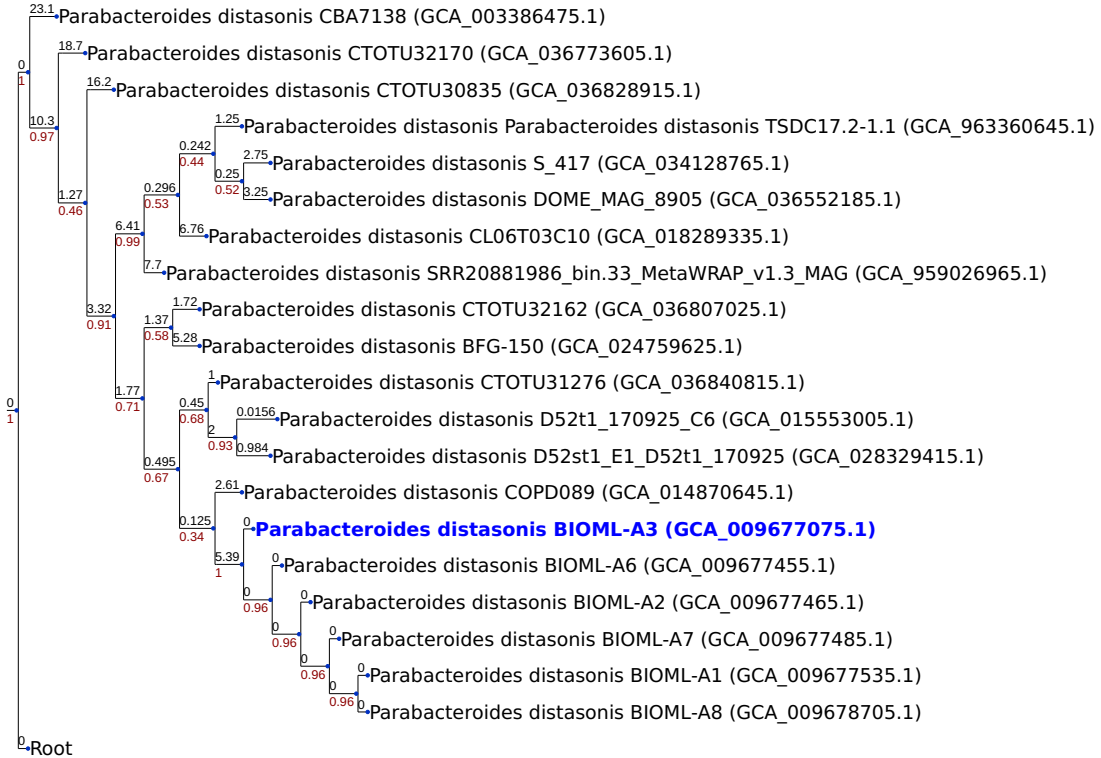 23.1 Parabacteroides distasonis CBA7138 (GCA_003386475.1)
18.7 Parabacteroides distasonis CTOTU32170 (GCA_036773605.1)
0
1
16.2 Parabacteroides distasonis CTOTU30835 (GCA_036828915.1)
10.3
0.97
1.25 Parabacteroides distasonis Parabacteroides distasonis TSDC17.2-1.1 (GCA_963360645.1)
0.242
0.44
2.75 Parabacteroides distasonis S_417 (GCA_034128765.1)
0.25
0.52
3.25 Parabacteroides distasonis DOME_MAG_8905 (GCA_036552185.1)
0.296
0.53
1.27
0.46
6.76 Parabacteroides distasonis CL06T03C10 (GCA_018289335.1)
6.41
0.99
7.7 Parabacteroides distasonis SRR20881986_bin.33_MetaWRAP_v1.3_MAG (GCA_959026965.1)
1.72 Parabacteroides distasonis CTOTU32162 (GCA_036807025.1)
3.32
0.91
1.37
0.58
5.28 Parabacteroides distasonis BFG-150 (GCA_024759625.1)
1 Parabacteroides distasonis CTOTU31276 (GCA_036840815.1)
1.77
0.71
0
1
0.45
0.68
0.0156 Parabacteroides distasonis D52t1_170925_C6 (GCA_015553005.1)
2
0.93
0.984 Parabacteroides distasonis D52st1_E1_D52t1_170925 (GCA_028329415.1)
0.495
0.67
2.61 Parabacteroides distasonis COPD089 (GCA_014870645.1)
0.125
0.34
0 Parabacteroides distasonis BIOML-A3 (GCA_009677075.1)
5.39
1
0 Parabacteroides distasonis BIOML-A6 (GCA_009677455.1)
0
0.96
0 Parabacteroides distasonis BIOML-A2 (GCA_009677465.1)
0
0.96
0 Parabacteroides distasonis BIOML-A7 (GCA_009677485.1)
0
0.96
0 Parabacteroides distasonis BIOML-A1 (GCA_009677535.1)
0
0.96
0 Parabacteroides distasonis BIOML-A8 (GCA_009678705.1)
0 Root